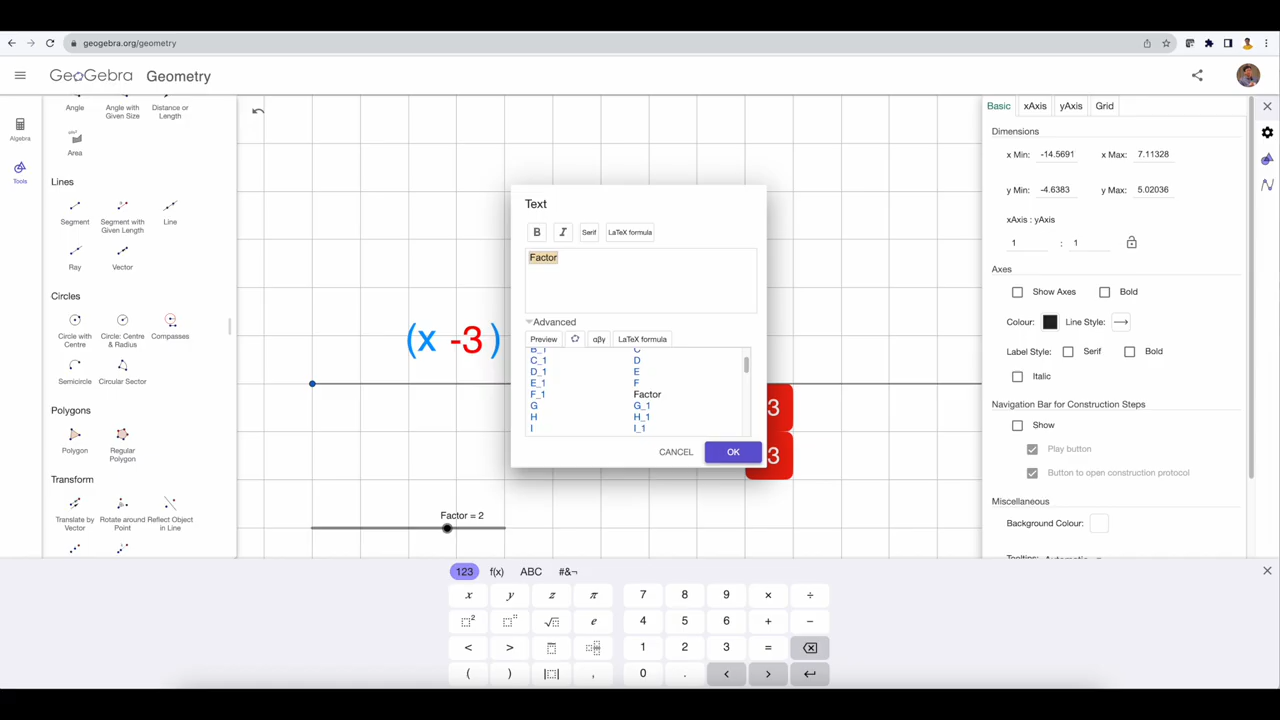 geogebra.org/geometry
GeoGebra Geometry
Angle
Angle with Given Size
Distance or Length
Area
Lines
Segment
Segment with Given Length
Line
Ray
Vector
Circles
Circle with Centre
Circle: Centre & Radius
Compasses
Semicircle
Circular Sector
Polygons
Polygon
Regular Polygon
Transform
Translate by Vector
Rotate around Point
Reflect Object in Line
Algebra
Tools
(x -3)
Factor = 2
Text
B I Serif LaTeX formula
Factor
Advanced
Preview αβγ LaTeX formula
B_1 C
C_1 D
D_1 E
E_1 F
F_1 Factor
G G_1
H H_1
I I_1
CANCEL OK
3
3
Basic xAxis yAxis Grid
Dimensions
x Min: -14.5691 x Max: 7.11328
y Min: -4.6383 y Max: 5.02036
xAxis : yAxis
1 : 1
Axes
Show Axes Bold
Colour: Line Style:
Label Style: Serif Bold
Italic
Navigation Bar for Construction Steps
Show
Play button
Button to open construction protocol
Miscellaneous
Background Colour:
123 f(x) ABC #&¬
x y z π 7 8 9 × ÷
e 4 5 6 + −
< > 1 2 3 =
( ) , 0 . < >